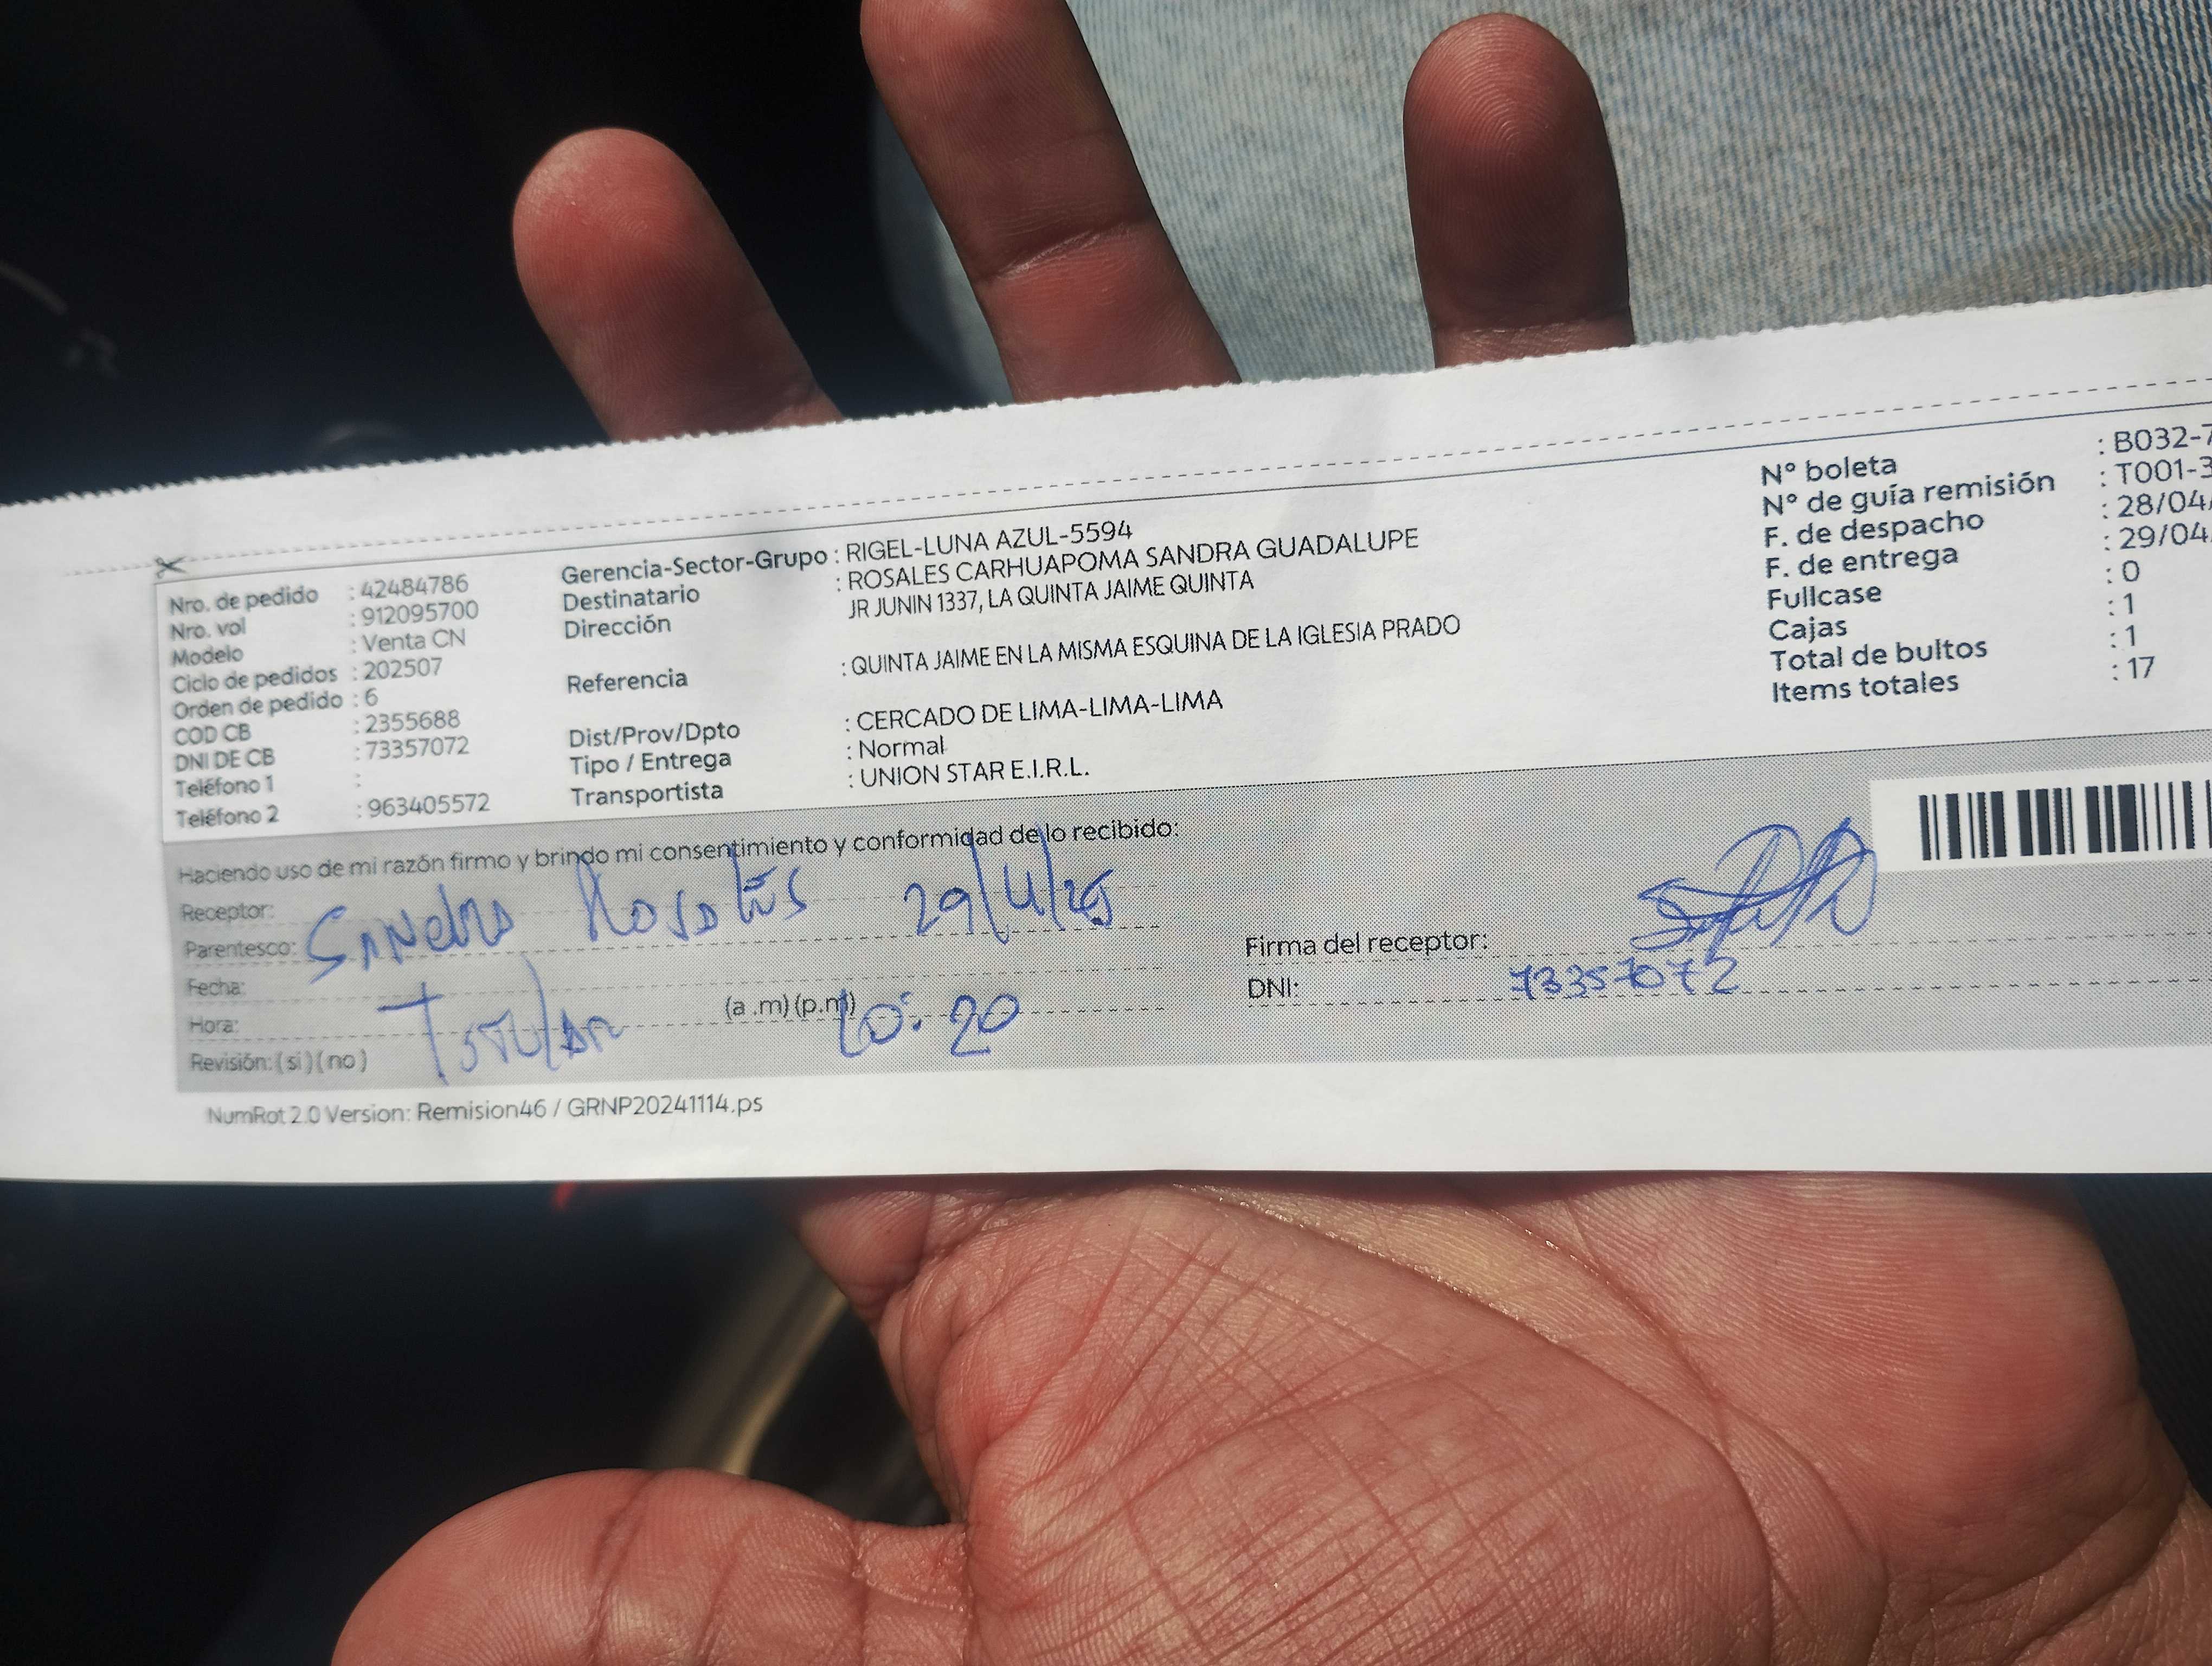 Nro. de pedido : 42484786
Nro. vol : 912095700
Modelo : Venta CN
Ciclo de pedidos : 202507
Orden de pedido : 6
COD CB : 2355688
DNI DE CB : 73357072
Teléfono 1 :
Teléfono 2 : 963405572
Gerencia-Sector-Grupo : RIGEL-LUNA AZUL-5594
Destinatario : ROSALES CARHUAPOMA SANDRA GUADALUPE
Dirección JR JUNIN 1337, LA QUINTA JAIME QUINTA
Referencia : QUINTA JAIME EN LA MISMA ESQUINA DE LA IGLESIA PRADO
Dist/Prov/Dpto : CERCADO DE LIMA-LIMA-LIMA
Tipo / Entrega : Normal
Transportista : UNION STAR E.I.R.L.
N° boleta : B032-7
N° de guía remisión : T001-3
F. de despacho : 28/04/
F. de entrega : 29/04
Fullcase : 0
Cajas : 1
Total de bultos : 1
Items totales : 17
Haciendo uso de mi razón firmo y brindo mi consentimiento y conformidad de lo recibido:
Receptor:
Parentesco: Sandra Rosales 29/4/25
Fecha:
Hora: Titular (a .m) (p.m) 10:20
Revisión: ( si ) ( no )
Firma del receptor:
DNI: 73357072
NumRot 2.0 Version: Remision46 / GRNP20241114.ps